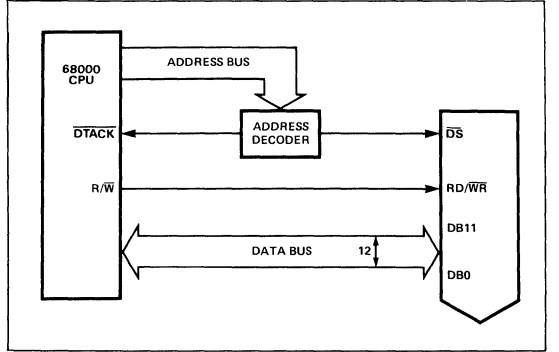 68000
CPU
ADDRESS BUS
DTACK
ADDRESS
DECODER
DS
R/W
RD/WR
DB11
DATA BUS
12
DB0